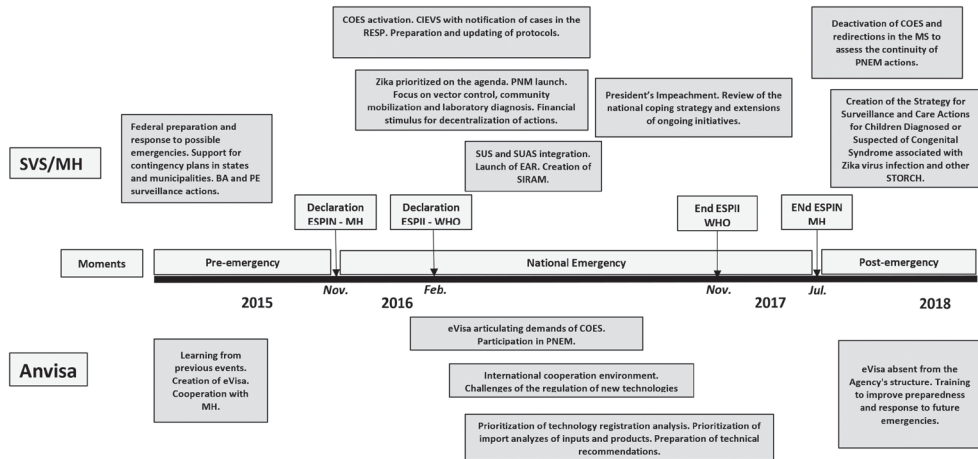 COES activation. CIEVS with notification of cases in the
RESP. Preparation and updating of protocols.
Deactivation of COES and
redirections in the MS to
assess the continuity of
PNEM actions.
Zika prioritized on the agenda. PNM launch.
Focus on vector control, community
mobilization and laboratory diagnosis. Financial
stimulus for decentralization of actions.
President's Impeachment. Review of the
national coping strategy and extensions
of ongoing initiatives.
Creation of the Strategy for
Surveillance and Care Actions
for Children Diagnosed or
Suspected of Congenital
Syndrome associated with
Zika virus infection and other
STORCH.
Federal preparation and
response to possible
emergencies. Support for
contingency plans in states
and municipalities. BA and PE
surveillance actions.
SVS/MH
SUS and SUAS integration.
Launch of EAR. Creation of
SIRAM.
Declaration
ESPIN - MH
Declaration
ESPII - WHO
End ESPII
WHO
ENd ESPIN
MH
Moments
Pre-emergency
National Emergency
Post-emergency
Nov.
Feb.
Nov.
Jul.
2015
2016
2017
2018
eVisa articulating demands of COES.
Participation in PNEM.
Anvisa
Learning from
previous events.
Creation of eVisa.
Cooperation with
MH.
International cooperation environment.
Challenges of the regulation of new technologies
eVisa absent from the
Agency's structure. Training
to improve preparedness
and response to future
emergencies.
Prioritization of technology registration analysis. Prioritization of
import analyzes of inputs and products. Preparation of technical
recommendations.